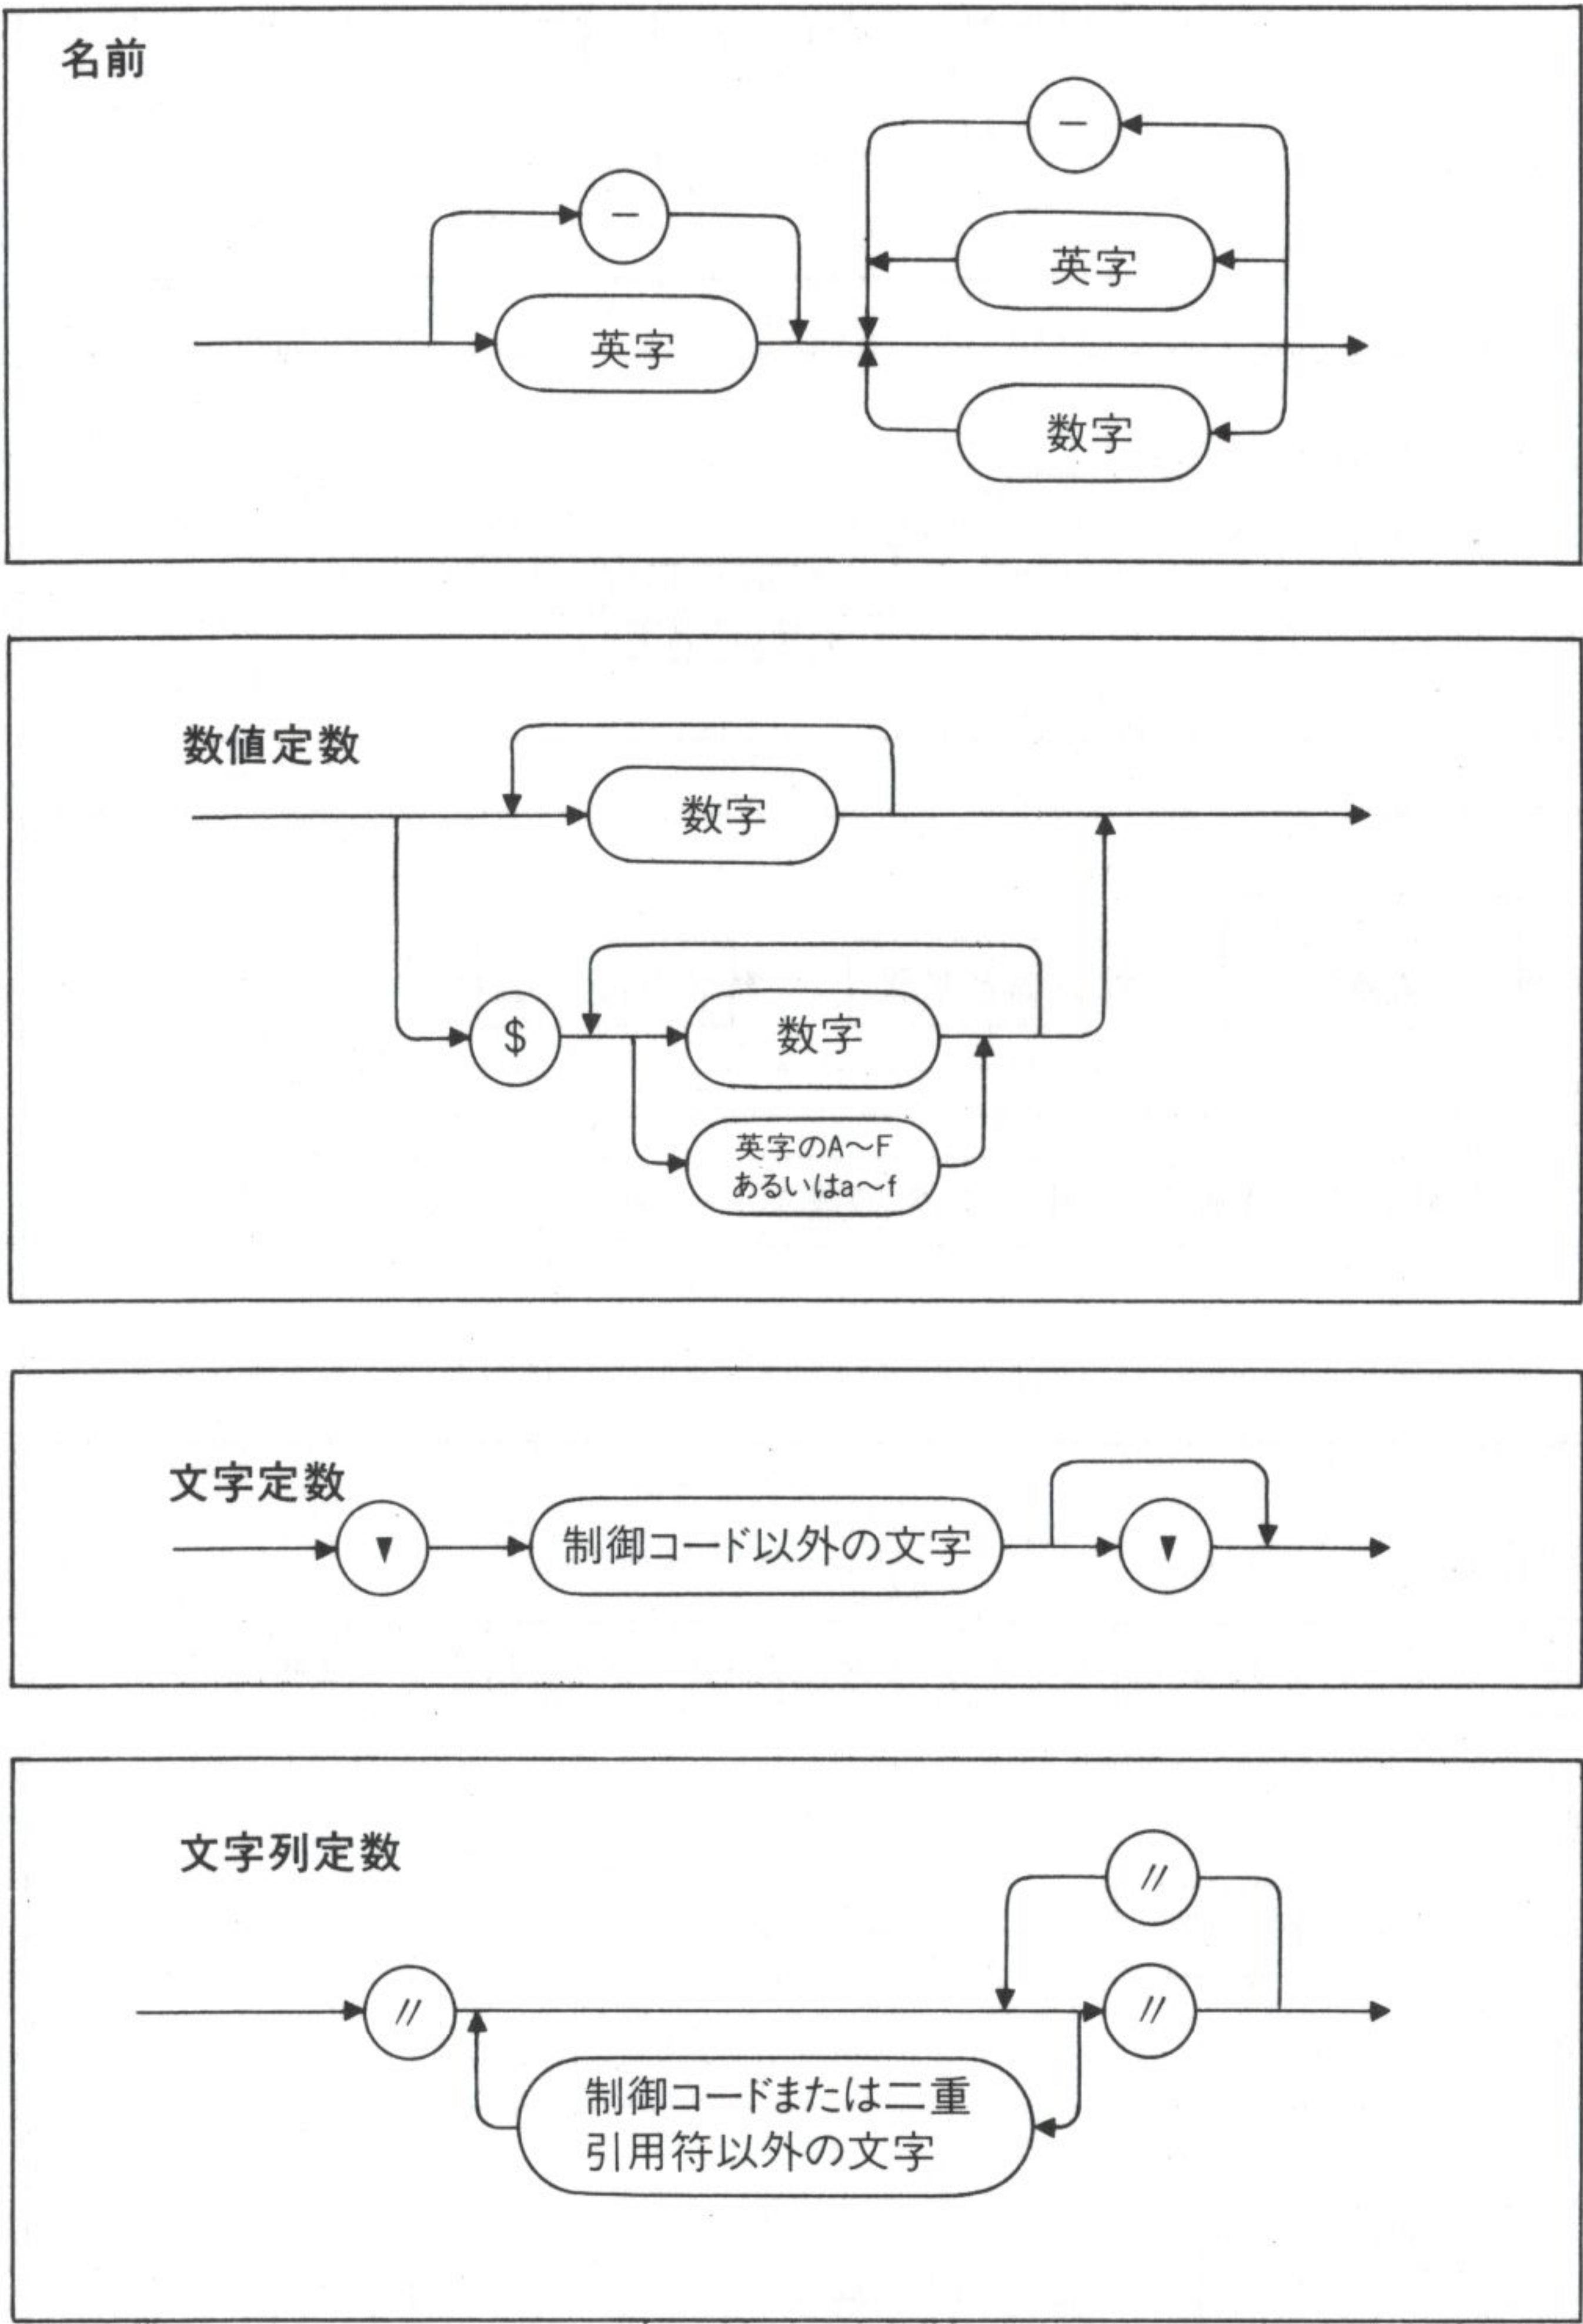 名前
—
—
英字
英字
数字
数値定数
数字
$
数字
英字のA〜F
あるいはa〜f
文字定数
'
制御コード以外の文字
'
文字列定数
〃
〃
〃
制御コードまたは二重
引用符以外の文字